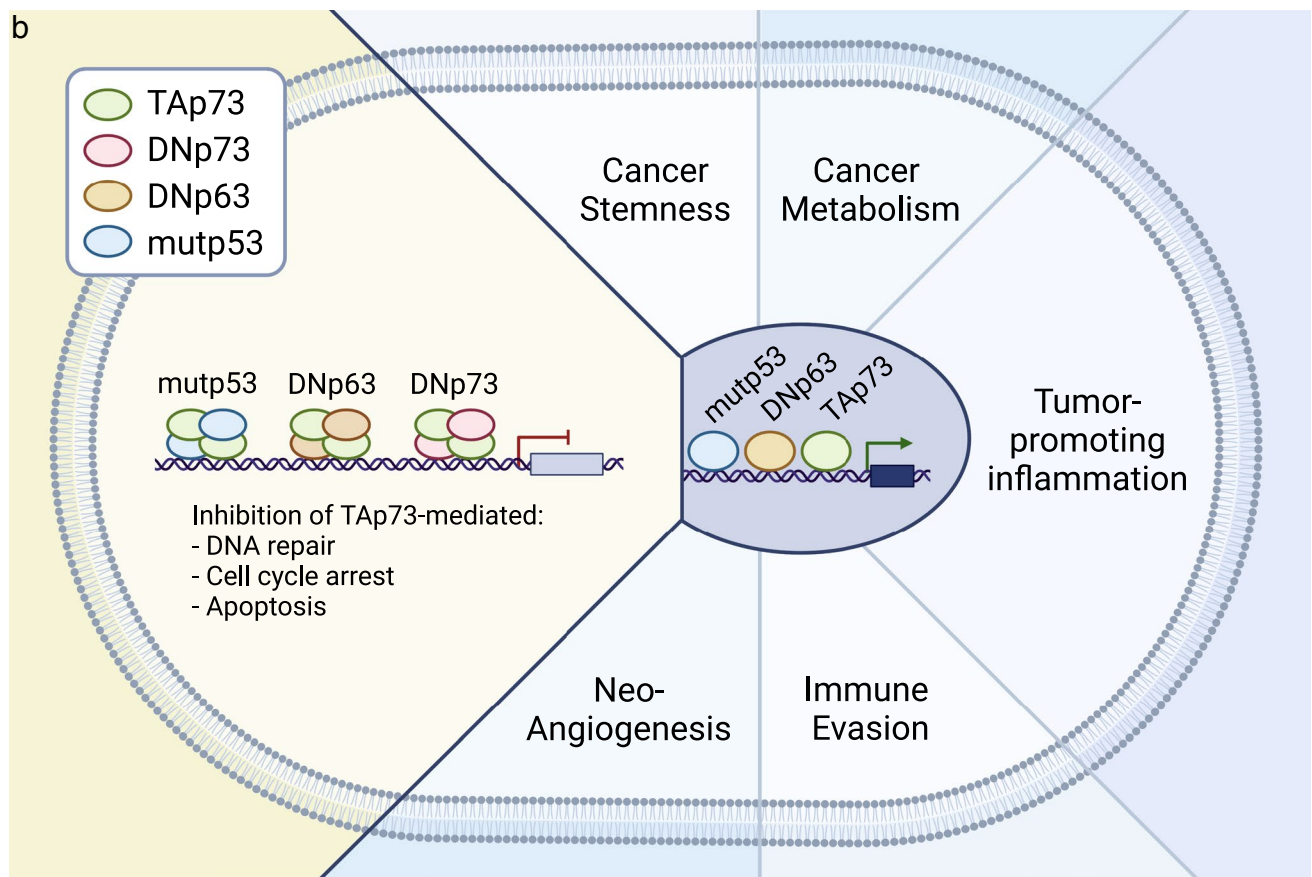 b
TAp73
DNp73
DNp63
mutp53
Cancer
Stemness
Cancer
Metabolism
mutp53
DNp63
DNp73
mutp53
DNp63
TAp73
Tumor-
promoting
inflammation
Inhibition of TAp73-mediated:
- DNA repair
- Cell cycle arrest
- Apoptosis
Neo-
Angiogenesis
Immune
Evasion